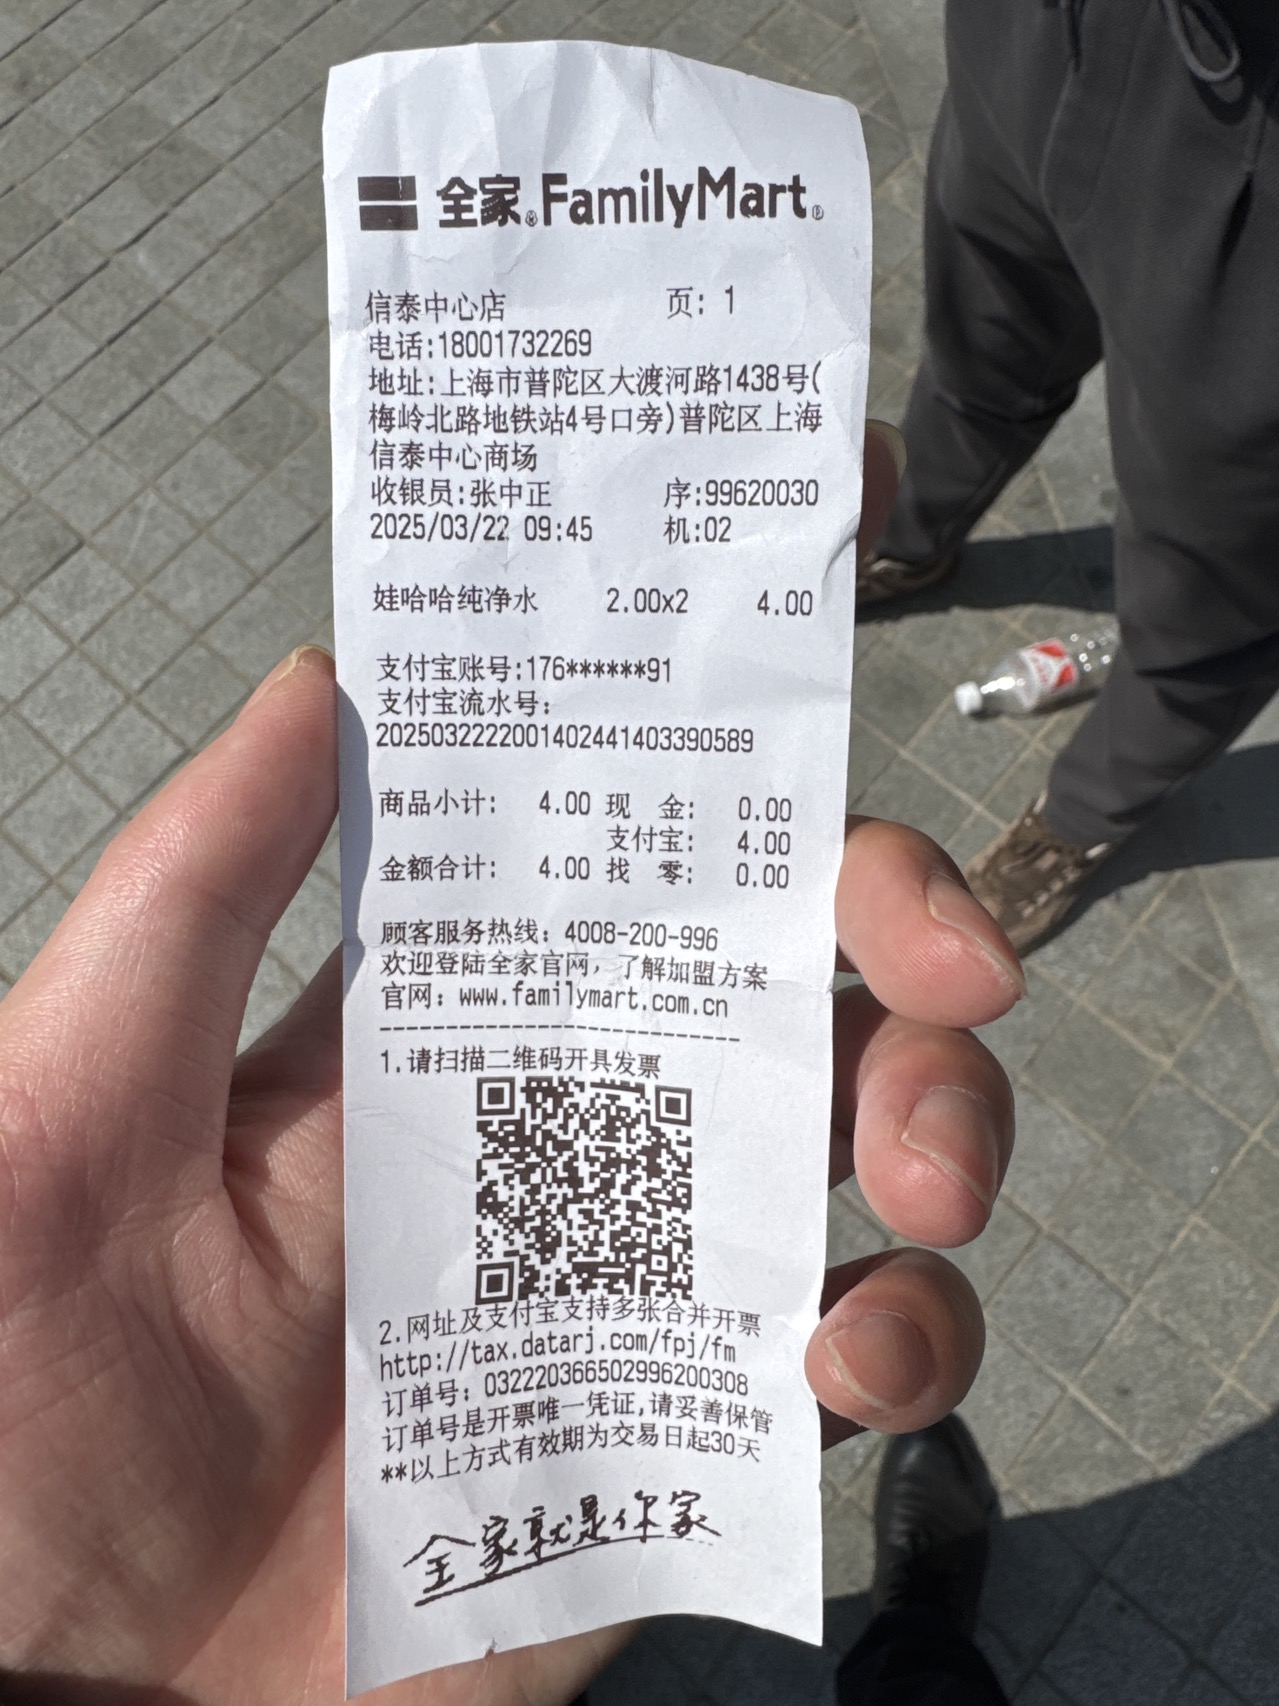 全家® FamilyMart®
信泰中心店 页: 1
电话:18001732269
地址:上海市普陀区大渡河路1438号(
梅岭北路地铁站4号口旁)普陀区上海
信泰中心商场
收银员:张中正 序:99620030
2025/03/22 09:45 机:02
娃哈哈纯净水 2.00x2 4.00
支付宝账号:176******91
支付宝流水号:
2025032222001402441403390589
商品小计: 4.00 现 金: 0.00
支付宝: 4.00
金额合计: 4.00 找 零: 0.00
顾客服务热线: 4008-200-996
欢迎登陆全家官网, 了解加盟方案
官网: www.familymart.com.cn
----------------------------
1.请扫描二维码开具发票
2.网址及支付宝支持多张合并开票
http://tax.datarj.com/fpj/fm
订单号: 032220366502996200308
订单号是开票唯一凭证,请妥善保管
**以上方式有效期为交易日起30天
全家就是你家